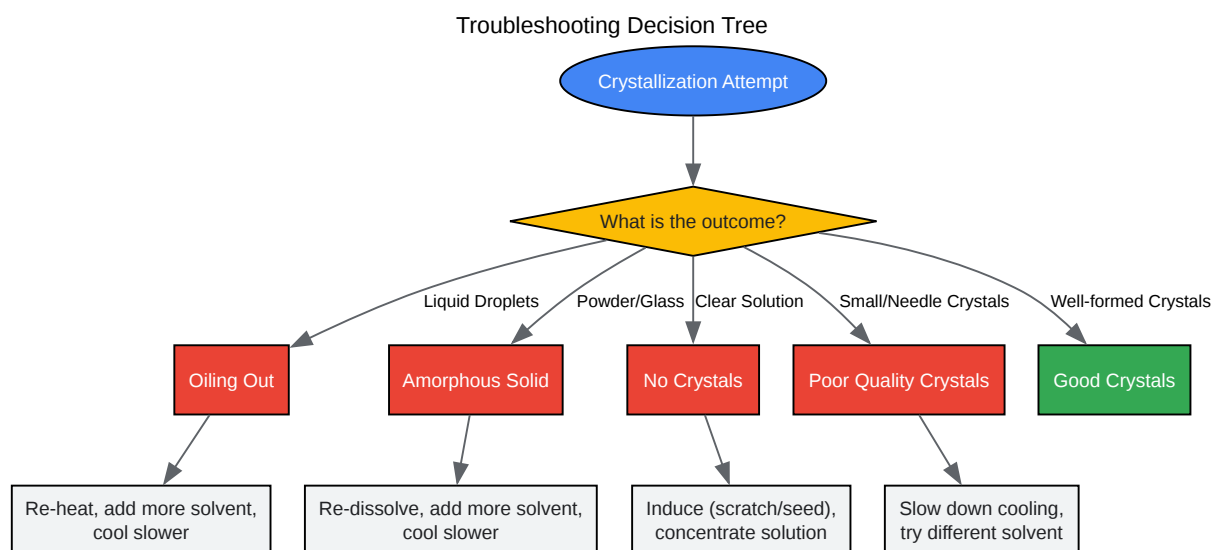 Troubleshooting Decision Tree
Crystallization Attempt
What is the outcome?
Liquid Droplets
Powder/Glass
Clear Solution
Small/Needle Crystals
Well-formed Crystals
Oiling Out
Amorphous Solid
No Crystals
Poor Quality Crystals
Good Crystals
Re-heat, add more solvent,
cool slower
Re-dissolve, add more solvent,
cool slower
Induce (scratch/seed),
concentrate solution
Slow down cooling,
try different solvent